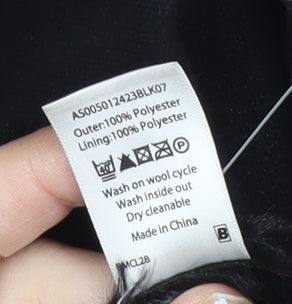 AS005012423BLK07
Outer:100% Polyester
Lining:100% Polyester
40° P
Wash on wool cycle
Wash inside out
Dry cleanable
Made in China
B